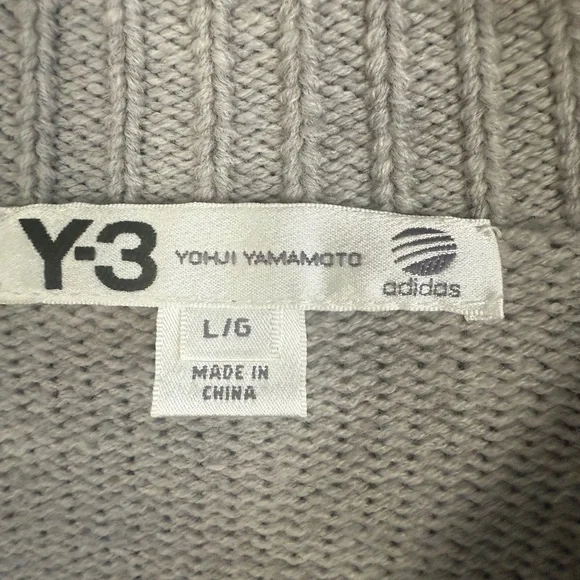 Y-3 YOHJI YAMAMOTO adidas
L/G
MADE IN
CHINA